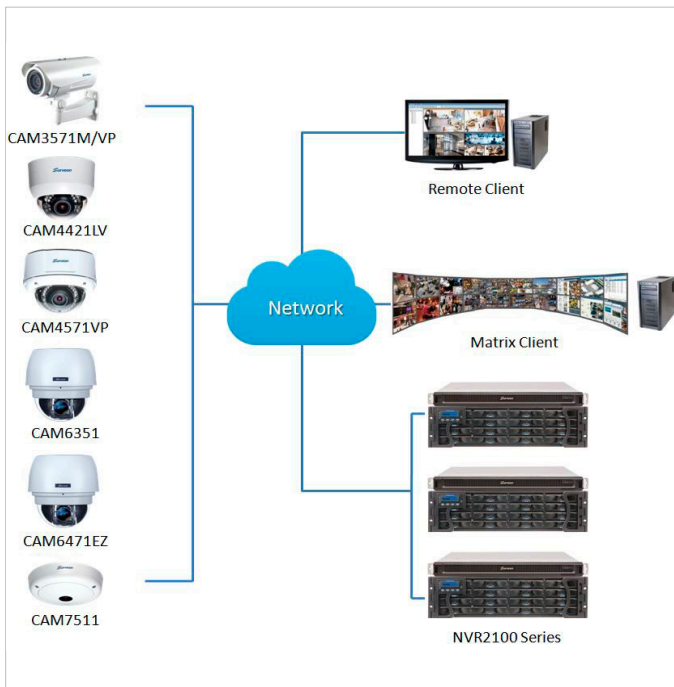 CAM3571M/VP
CAM4421LV
CAM4571VP
CAM6351
CAM6471EZ
CAM7511
Network
Remote Client
Matrix Client
NVR2100 Series